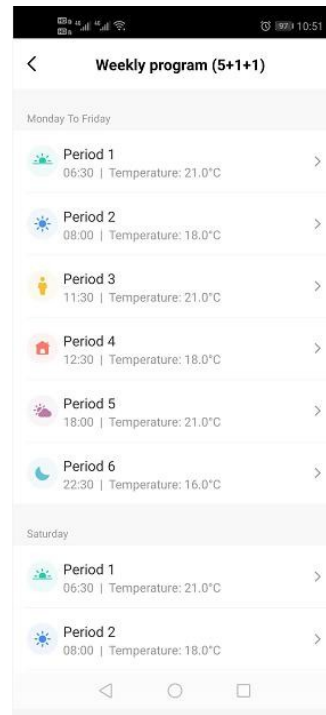 10:51
Weekly program (5+1+1)
Monday To Friday
Period 1
06:30 | Temperature: 21.0°C
Period 2
08:00 | Temperature: 18.0°C
Period 3
11:30 | Temperature: 21.0°C
Period 4
12:30 | Temperature: 18.0°C
Period 5
18:00 | Temperature: 21.0°C
Period 6
22:30 | Temperature: 16.0°C
Saturday
Period 1
06:30 | Temperature: 21.0°C
Period 2
08:00 | Temperature: 18.0°C